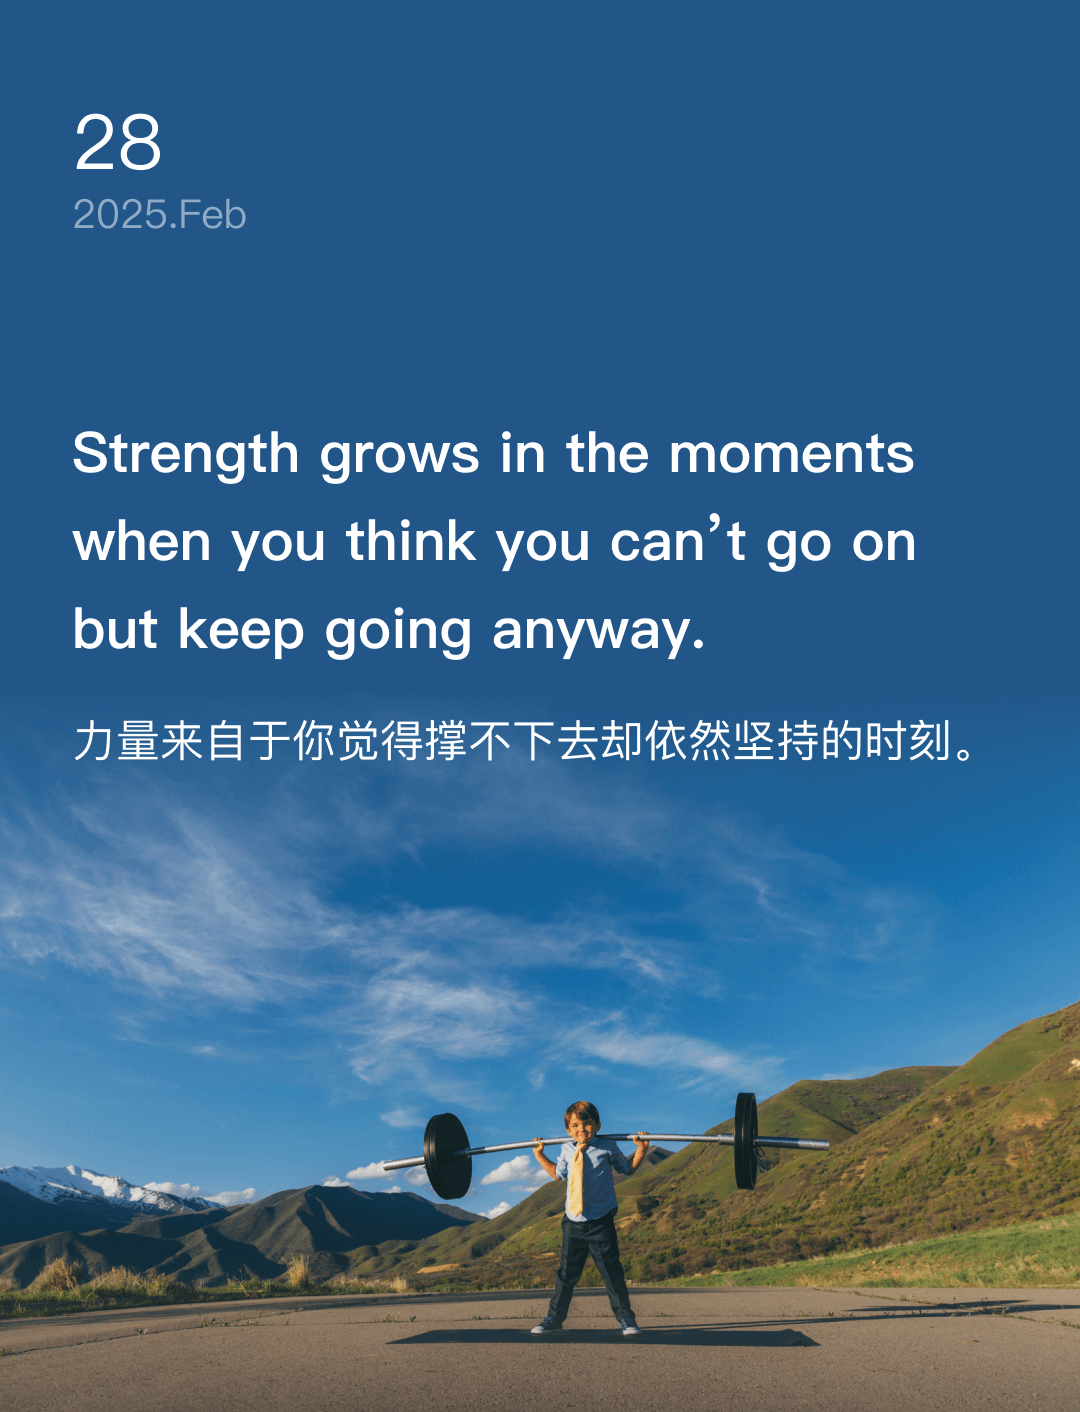 28
2025.Feb
Strength grows in the moments
when you think you can’t go on
but keep going anyway.
力量来自于你觉得撑不下去却依然坚持的时刻。